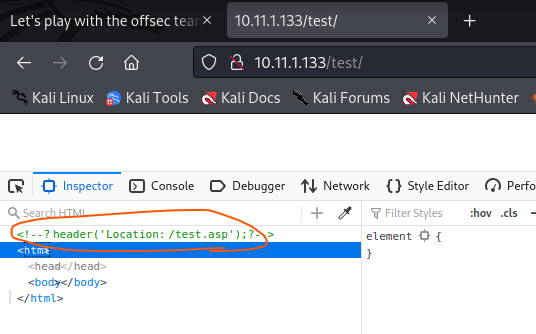 Let's play with the offsec tear
10.11.1.133/test/
10.11.1.133/test/
Kali Linux
Kali Tools
Kali Docs
Kali Forums
Kali NetHunter
Inspector
Console
Debugger
Network
Style Editor
Perfo
Search HTML
Filter Styles
:hov
.cls
<!--? header('Location: /test.asp');?-->
<html>
<head></head>
<body></body>
</html>
element {
}